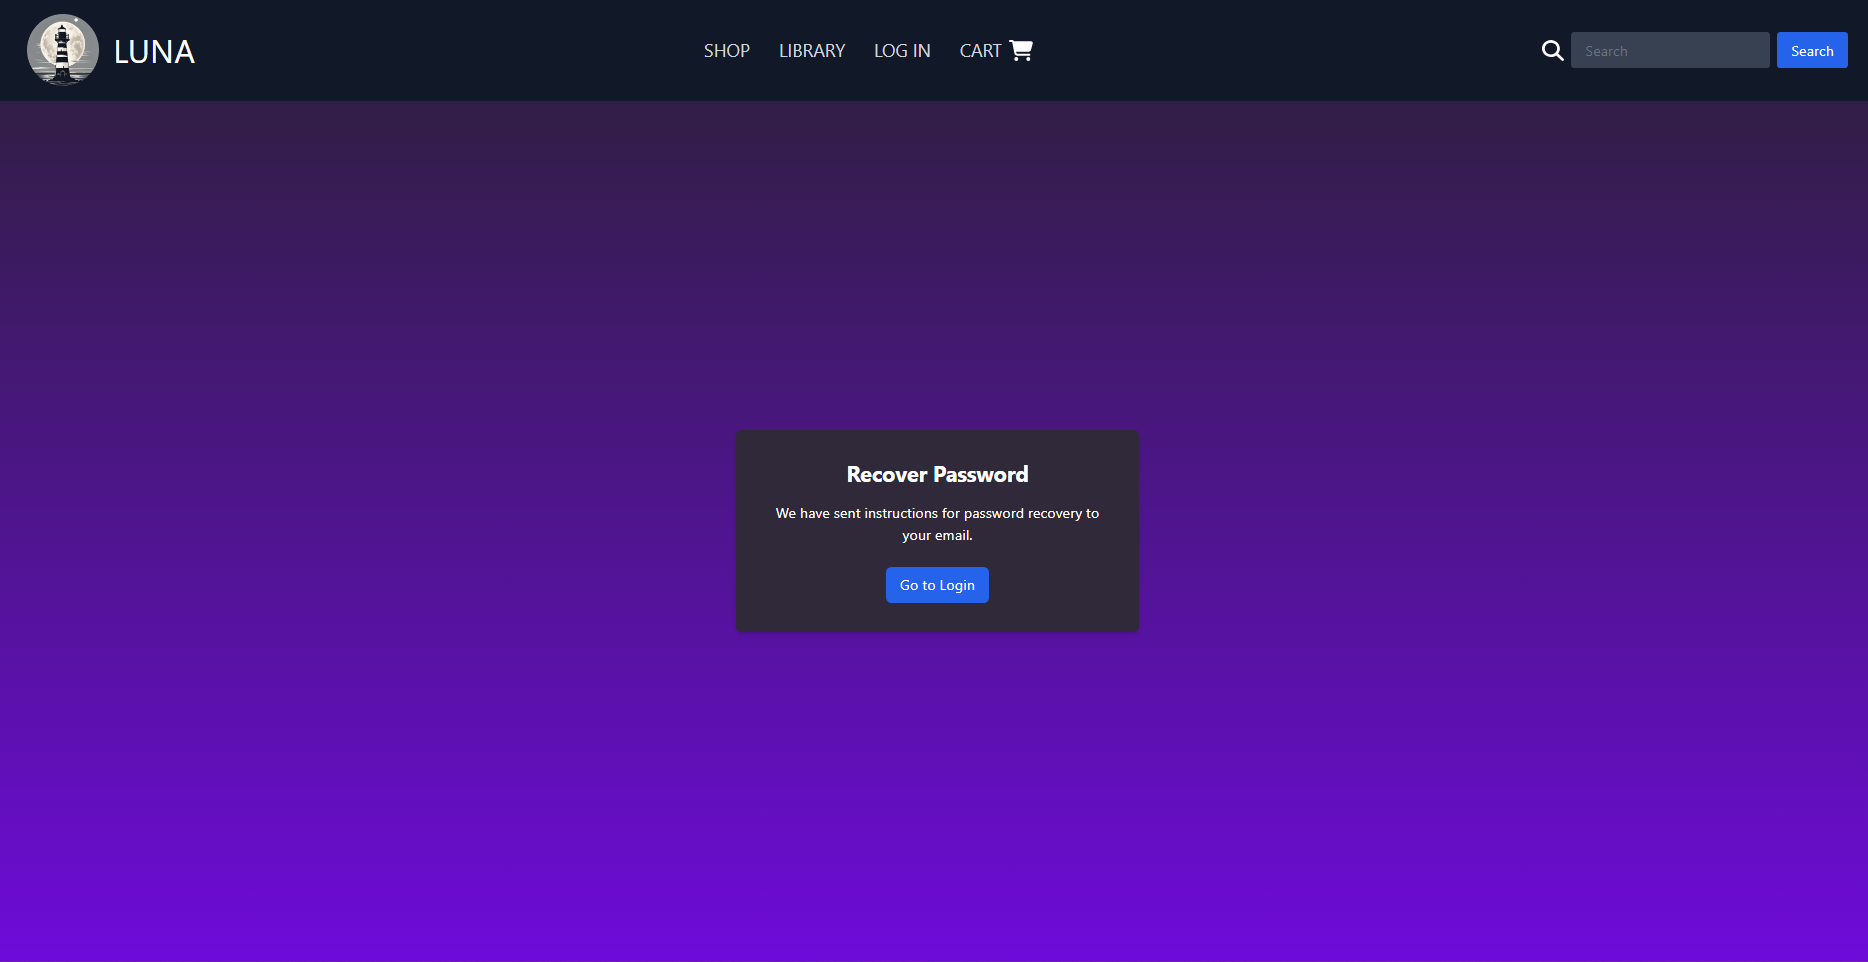 LUNA
SHOP
LIBRARY
LOG IN
CART
Search
Search
Recover Password
We have sent instructions for password recovery to
your email.
Go to Login